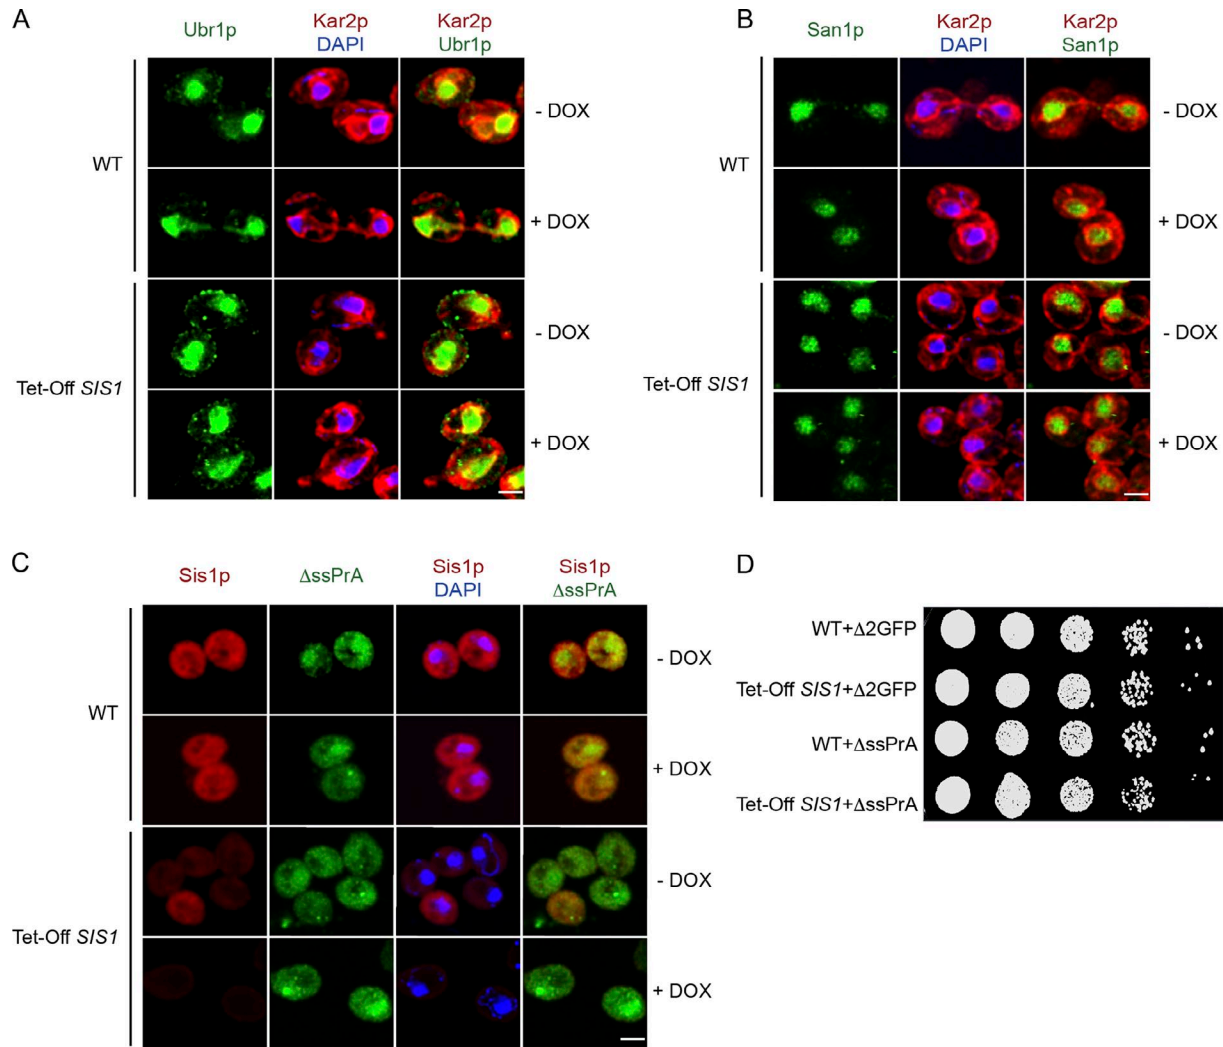 A
Ubr1p
Kar2p
DAPI
Kar2p
Ubr1p
WT
- DOX
+ DOX
Tet-Off SIS1
- DOX
+ DOX
B
San1p
Kar2p
DAPI
Kar2p
San1p
WT
- DOX
+ DOX
Tet-Off SIS1
- DOX
+ DOX
C
Sis1p
ΔssPrA
Sis1p
DAPI
Sis1p
ΔssPrA
WT
- DOX
+ DOX
Tet-Off SIS1
- DOX
+ DOX
D
WT+Δ2GFP
Tet-Off SIS1+Δ2GFP
WT+ΔssPrA
Tet-Off SIS1+ΔssPrA